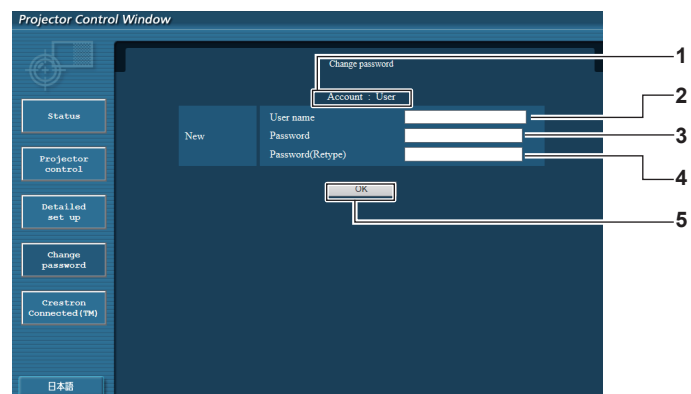 Projector Control Window
Change password
1
Account : User
2
User name
Status
New
Password
3
Password(Retype)
Projector
control
4
OK
Detailed
set up
5
Change
password
Crestron
Connected(TM)
日本語